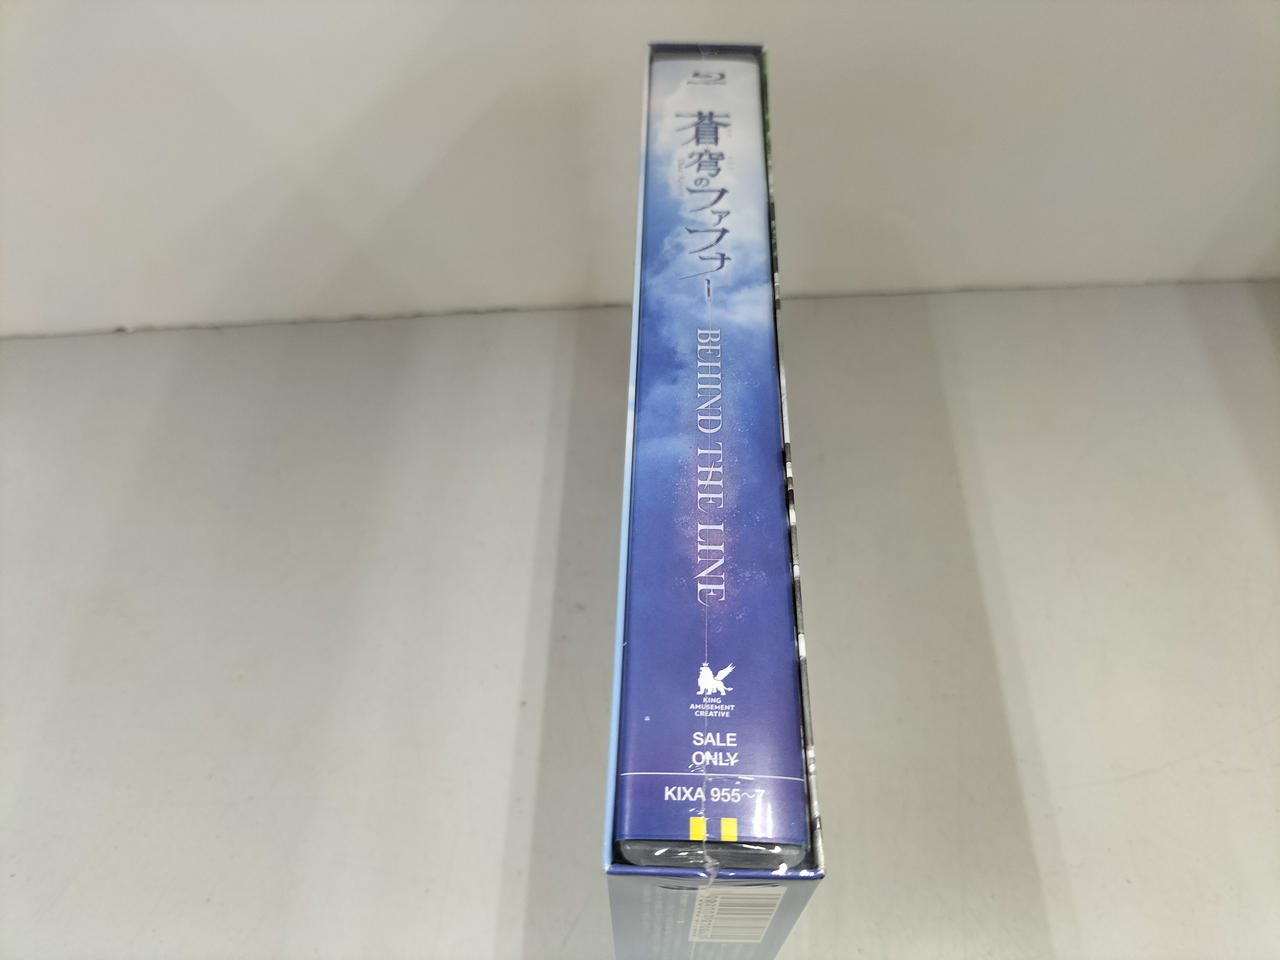 蒼穹のファフナー
BEHIND THE LINE
KING
AMUSEMENT
CREATIVE
SALE
ONLY
KIXA 955~7